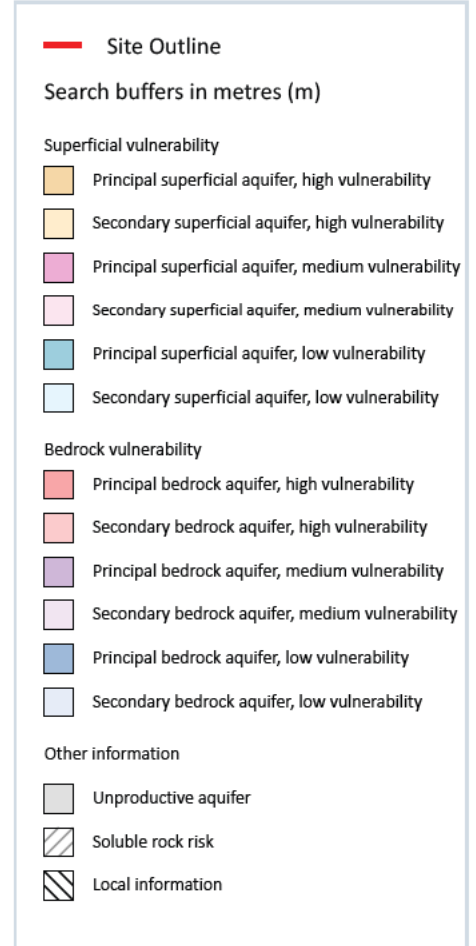 Site Outline
Search buffers in metres (m)
Superficial vulnerability
Principal superficial aquifer, high vulnerability
Secondary superficial aquifer, high vulnerability
Principal superficial aquifer, medium vulnerability
Secondary superficial aquifer, medium vulnerability
Principal superficial aquifer, low vulnerability
Secondary superficial aquifer, low vulnerability
Bedrock vulnerability
Principal bedrock aquifer, high vulnerability
Secondary bedrock aquifer, high vulnerability
Principal bedrock aquifer, medium vulnerability
Secondary bedrock aquifer, medium vulnerability
Principal bedrock aquifer, low vulnerability
Secondary bedrock aquifer, low vulnerability
Other information
Unproductive aquifer
Soluble rock risk
Local information